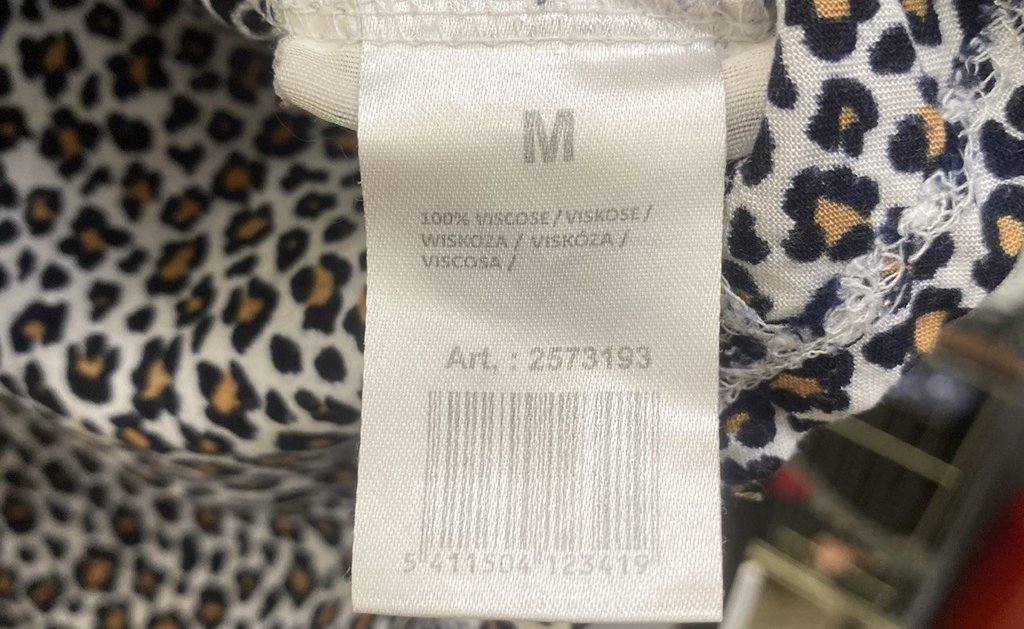 M
100% VISCOSE / VISKOSE /
WISKOZA / VISKÓZA /
VISCOSA /
Art. : 2573193
5 411504 123419